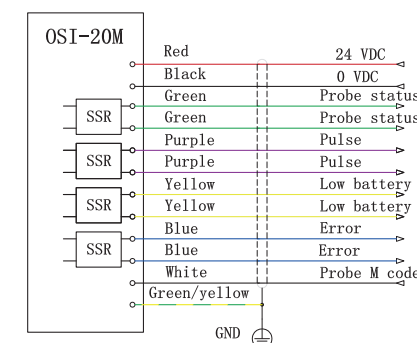 OSI-20M
Red 24 VDC
Black 0 VDC
Green Probe status
Green Probe status
SSR
Purple Pulse
Purple Pulse
SSR
Yellow Low battery
Yellow Low battery
SSR
Blue Error
Blue Error
SSR
White Probe M code
Green/yellow
GND